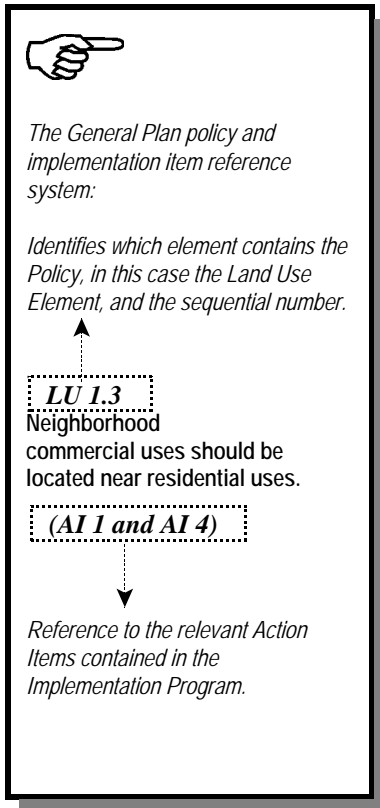 The General Plan policy and
implementation item reference
system:
Identifies which element contains the
Policy, in this case the Land Use
Element, and the sequential number.
LU 1.3
Neighborhood
commercial uses should be
located near residential uses.
(AI 1 and AI 4)
Reference to the relevant Action
Items contained in the
Implementation Program.